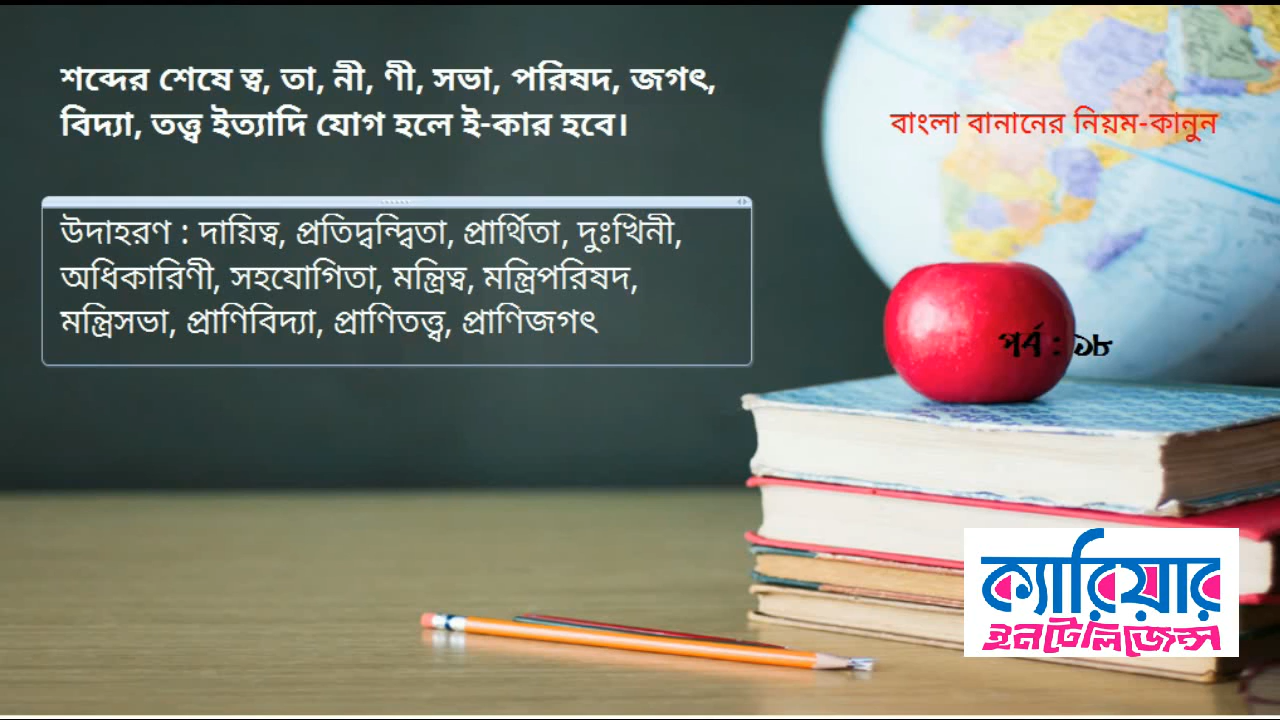 শব্দের শেষে ত্ব, তা, নী, ণী, সভা, পরিষদ, জগৎ,
বিদ্যা, তত্ত্ব ইত্যাদি যোগ হলে ই-কার হবে।
বাংলা বানানের নিয়ম-কানুন
উদাহরণ : দায়িত্ব, প্রতিদ্বন্দ্বিতা, প্রার্থিতা, দুঃখিনী,
অধিকারিণী, সহযোগিতা, মন্ত্রিত্ব, মন্ত্রিপরিষদ,
মন্ত্রিসভা, প্রাণিবিদ্যা, প্রাণিতত্ত্ব, প্রাণিজগৎ
পর্ব : ১৮
ক্যারিয়ার
ইনটেলিজেন্স